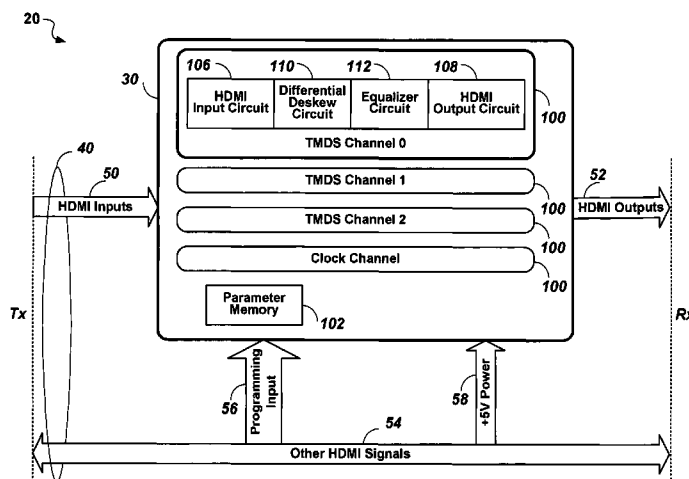 20
30
106
110
112
108
HDMI
Input Circuit
Differential
Deskew
Circuit
Equalizer
Circuit
HDMI
Output Circuit
100
TMDS Channel 0
40
50
HDMI Inputs
TMDS Channel 1
100
52
HDMI Outputs
TMDS Channel 2
100
Clock Channel
100
Parameter
Memory
102
Tx
Rx
56
Programming
Input
58
+5V Power
54
Other HDMI Signals